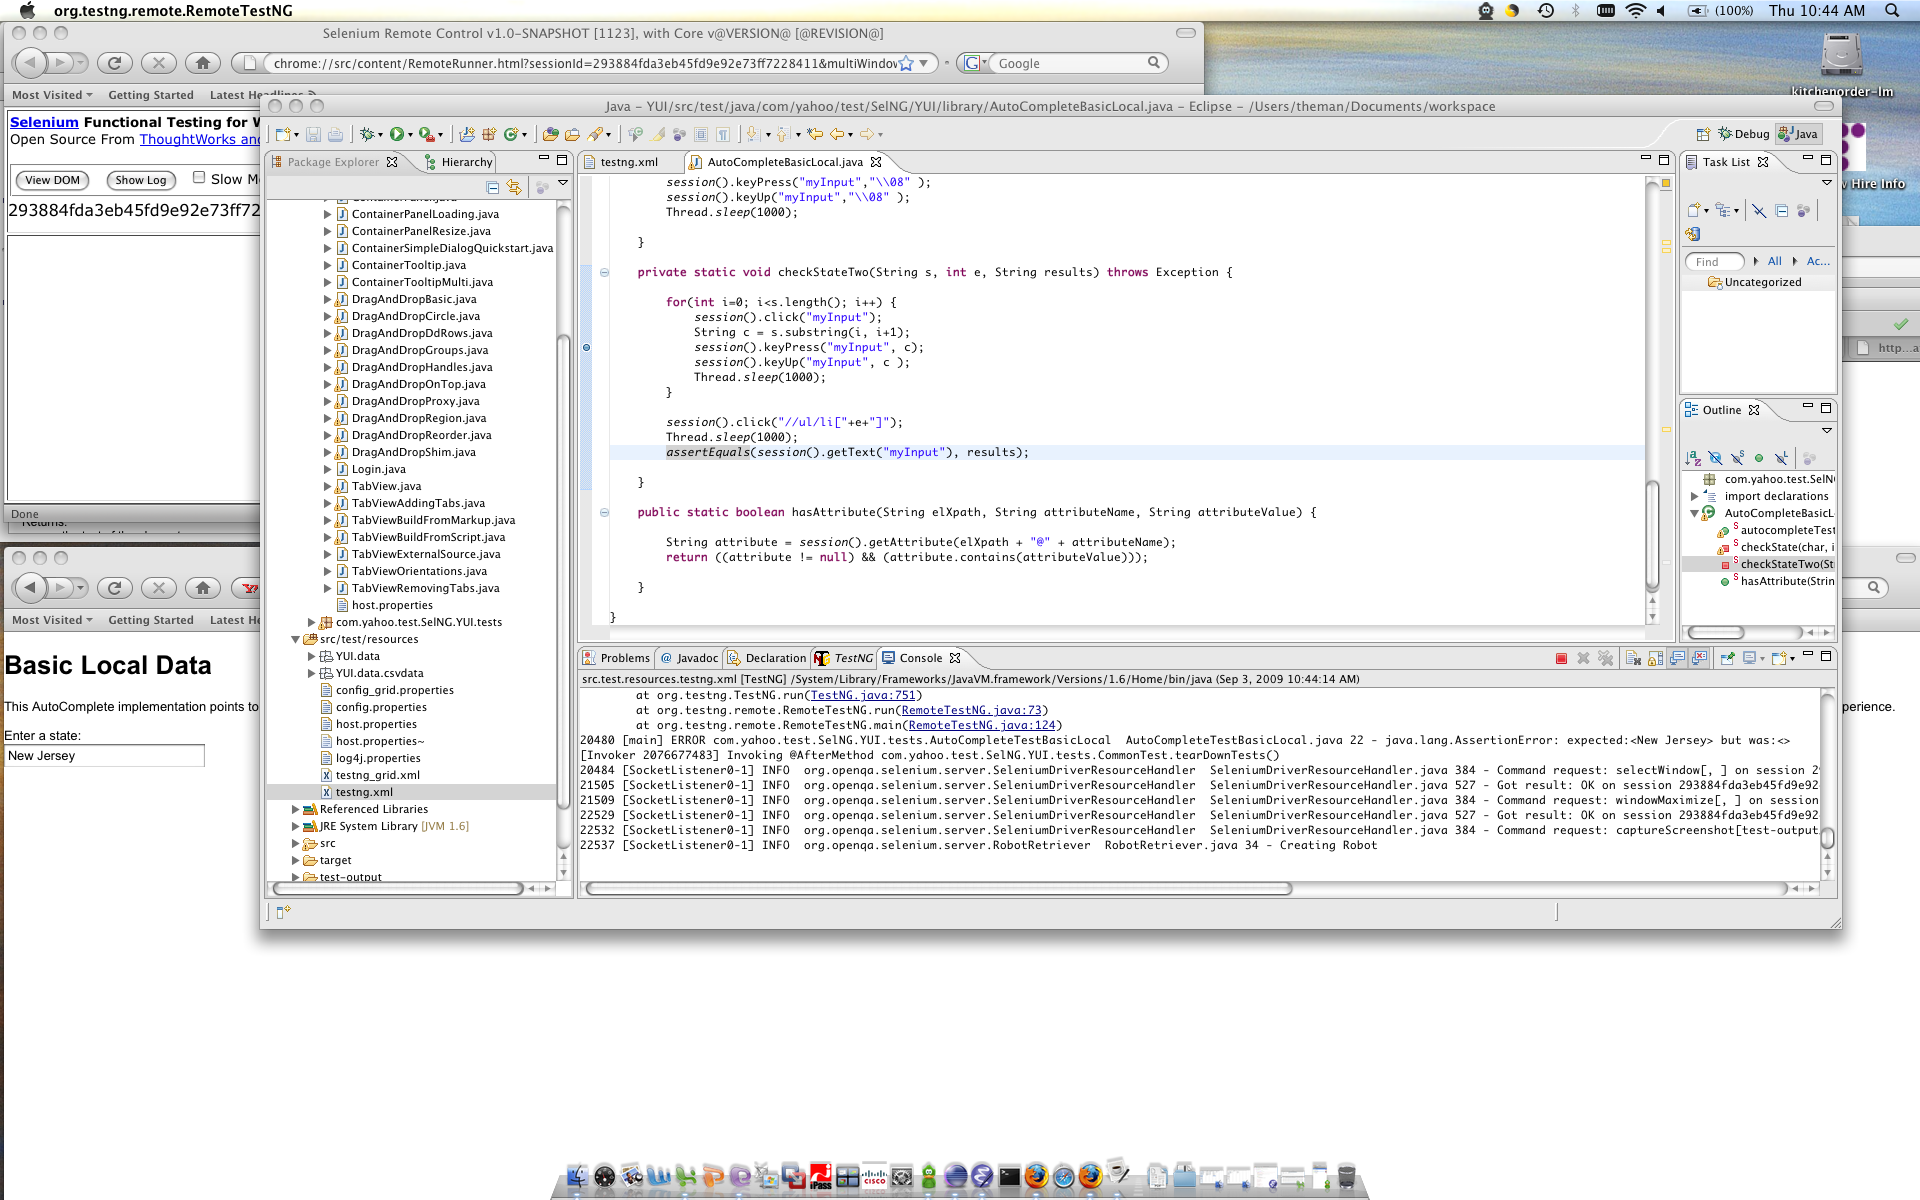 org.testng.remote.RemoteTestNG
(100%) Thu 10:44 AM
Selenium Remote Control v1.0-SNAPSHOT [1123], with Core v@VERSION@ [@REVISION@]
chrome://src/content/RemoteRunner.html?sessionId=293884fda3eb45fd9e92e73ff7228411&multiWindow
Google
Most Visited
Getting Started
Latest Headlines
kitchenorder-lm
Hire Info
Selenium Functional Testing for W
Open Source From ThoughtWorks and
View DOM
Show Log
Slow M
293884fda3eb45fd9e92e73ff72
Done
Returns:
Most Visited
Getting Started
Latest He
Basic Local Data
This AutoComplete implementation points to
perience.
Enter a state:
New Jersey
http...a
Java – YUI/src/test/java/com/yahoo/test/SelNG/YUI/library/AutoCompleteBasicLocal.java – Eclipse – /Users/theman/Documents/workspace
Debug
Java
Package Explorer
Hierarchy
ContainerPanelLoading.java
ContainerPanelResize.java
ContainerSimpleDialogQuickstart.java
ContainerTooltip.java
ContainerTooltipMulti.java
DragAndDropBasic.java
DragAndDropCircle.java
DragAndDropDdRows.java
DragAndDropGroups.java
DragAndDropHandles.java
DragAndDropOnTop.java
DragAndDropProxy.java
DragAndDropRegion.java
DragAndDropReorder.java
DragAndDropShim.java
Login.java
TabView.java
TabViewAddingTabs.java
TabViewBuildFromMarkup.java
TabViewBuildFromScript.java
TabViewExternalSource.java
TabViewOrientations.java
TabViewRemovingTabs.java
host.properties
com.yahoo.test.SelNG.YUI.tests
src/test/resources
YUI.data
YUI.data.csvdata
config_grid.properties
config.properties
host.properties
host.properties~
log4j.properties
testng_grid.xml
testng.xml
Referenced Libraries
JRE System Library [JVM 1.6]
src
target
test-output
testng.xml
AutoCompleteBasicLocal.java
session().keyPress("myInput","\\08" );
session().keyUp("myInput","\\08" );
Thread.sleep(1000);
}
private static void checkStateTwo(String s, int e, String results) throws Exception {
for(int i=0; i<s.length(); i++) {
session().click("myInput");
String c = s.substring(i, i+1);
session().keyPress("myInput", c);
session().keyUp("myInput", c );
Thread.sleep(1000);
}
session().click("//ul/li["+e+"]");
Thread.sleep(1000);
assertEquals(session().getText("myInput"), results);
}
public static boolean hasAttribute(String elXpath, String attributeName, String attributeValue) {
String attribute = session().getAttribute(elXpath + "@" + attributeName);
return ((attribute != null) && (attribute.contains(attributeValue)));
}
}
Task List
Find
All
Ac...
Uncategorized
Outline
com.yahoo.test.SelN
import declarations
AutoCompleteBasicL
autocompleteTest
checkState(char, i
checkStateTwo(St
hasAttribute(Strin
Problems
Javadoc
Declaration
TestNG
Console
src.test.resources.testng.xml [TestNG] /System/Library/Frameworks/JavaVM.framework/Versions/1.6/Home/bin/java (Sep 3, 2009 10:44:14 AM)
at org.testng.TestNG.run(TestNG.java:751)
at org.testng.remote.RemoteTestNG.run(RemoteTestNG.java:73)
at org.testng.remote.RemoteTestNG.main(RemoteTestNG.java:124)
20480 [main] ERROR com.yahoo.test.SelNG.YUI.tests.AutoCompleteTestBasicLocal  AutoCompleteTestBasicLocal.java 22 - java.lang.AssertionError: expected:<New Jersey> but was:<>
[Invoker 2076677483] Invoking @AfterMethod com.yahoo.test.SelNG.YUI.tests.CommonTest.tearDownTests()
20484 [SocketListener0-1] INFO  org.openqa.selenium.server.SeleniumDriverResourceHandler  SeleniumDriverResourceHandler.java 384 - Command request: selectWindow[, ] on session 2
21505 [SocketListener0-1] INFO  org.openqa.selenium.server.SeleniumDriverResourceHandler  SeleniumDriverResourceHandler.java 527 - Got result: OK on session 293884fda3eb45fd9e92
21509 [SocketListener0-1] INFO  org.openqa.selenium.server.SeleniumDriverResourceHandler  SeleniumDriverResourceHandler.java 384 - Command request: windowMaximize[, ] on session
22529 [SocketListener0-1] INFO  org.openqa.selenium.server.SeleniumDriverResourceHandler  SeleniumDriverResourceHandler.java 527 - Got result: OK on session 293884fda3eb45fd9e92
22532 [SocketListener0-1] INFO  org.openqa.selenium.server.SeleniumDriverResourceHandler  SeleniumDriverResourceHandler.java 384 - Command request: captureScreenshot[test-output
22537 [SocketListener0-1] INFO  org.openqa.selenium.server.RobotRetriever  RobotRetriever.java 34 - Creating Robot
iPass
CISCO